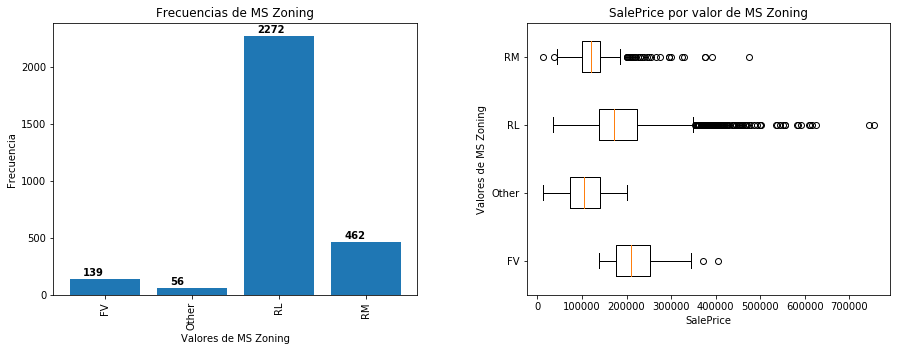 Frecuencias de MS Zoning
2272
462
139
56
2000
1500
1000
500
0
Frecuencia
FV
Other
RL
RM
Valores de MS Zoning
SalePrice por valor de MS Zoning
RM
RL
Other
FV
Valores de MS Zoning
0 100000 200000 300000 400000 500000 600000 700000
SalePrice